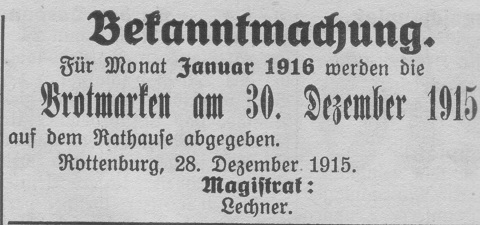 Bekanntmachung.
Für Monat Januar 1916 werden die
Brotmarken am 30. Dezember 1915
auf dem Rathause abgegeben.
Rottenburg, 28. Dezember 1915.
Magistrat:
Lechner.